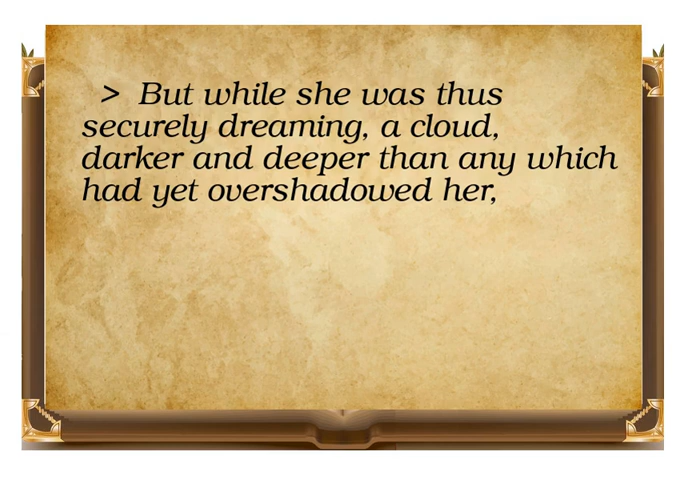 > But while she was thus
securely dreaming, a cloud,
darker and deeper than any which
had yet overshadowed her,